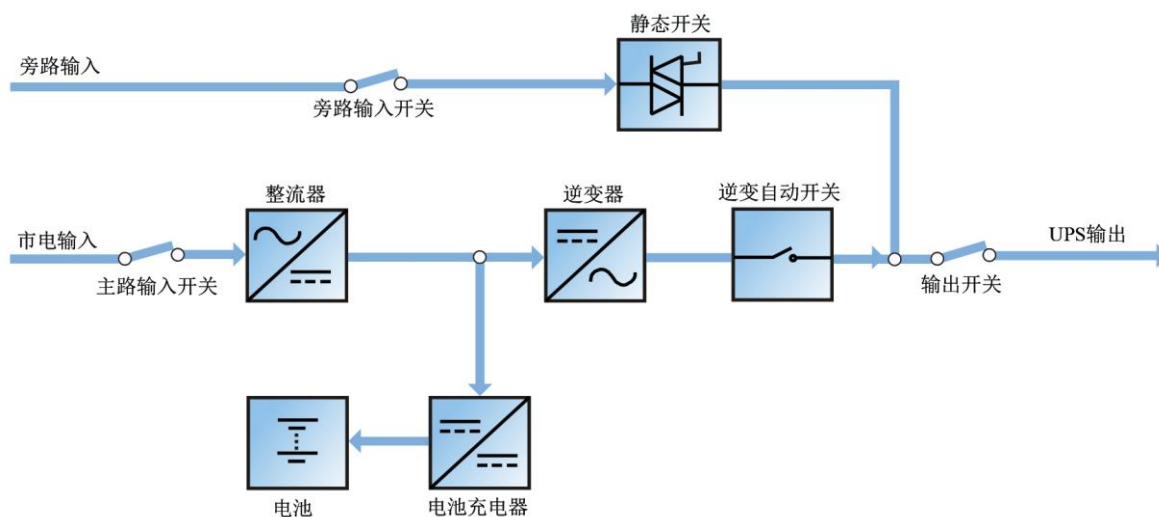 静态开关
旁路输入
旁路输入开关
整流器
逆变器
逆变自动开关
市电输入
UPS输出
主路输入开关
输出开关
电池
电池充电器